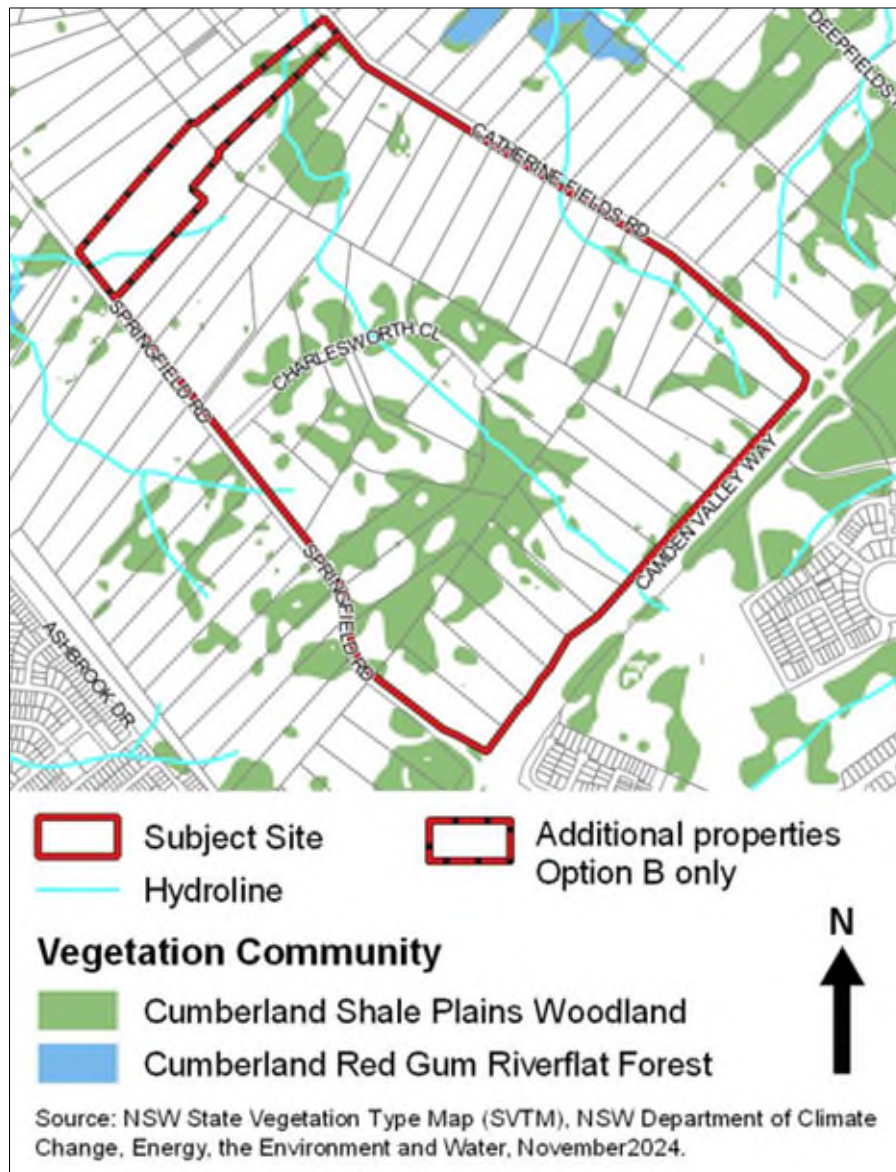 DEEPFIELDS
CATHERINE FIELDS RD
SPRINGFIELD RD
CHARLESWORTH CL
CAMDEN VALLEY WAY
SPRINGFIELD RD
ASHBROOK DR
Subject Site
Additional properties
Option B only
Hydroline
N
Vegetation Community
Cumberland Shale Plains Woodland
Cumberland Red Gum Riverflat Forest
Source: NSW State Vegetation Type Map (SVTM), NSW Department of Climate
Change, Energy, the Environment and Water, November2024.